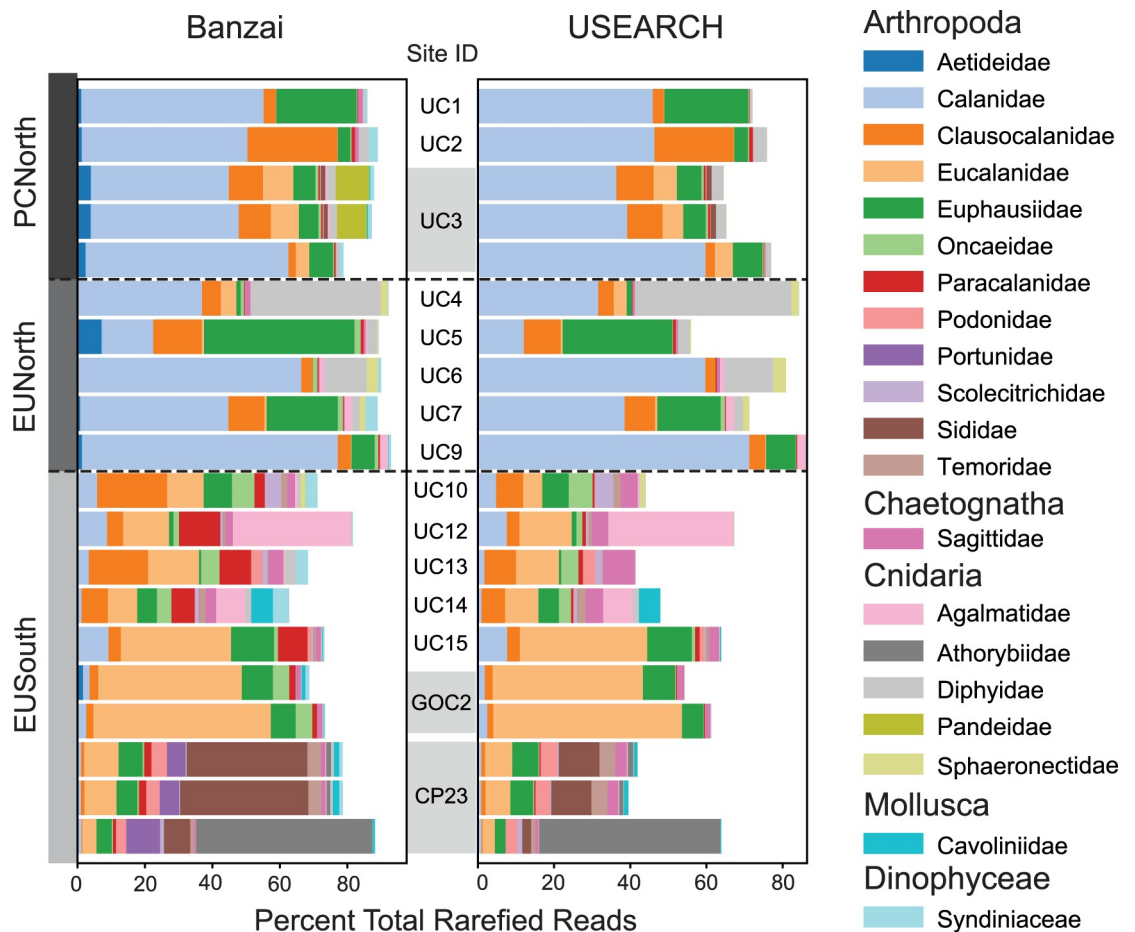 Banzai
Site ID
USEARCH
PCNorth
EUNorth
EUSouth
UC1
UC2
UC3
UC4
UC5
UC6
UC7
UC9
UC10
UC12
UC13
UC14
UC15
GOC2
CP23
0 20 40 60 80
0 20 40 60 80
Percent Total Rarefied Reads
Arthropoda
Aetideidae
Calanidae
Clausocalanidae
Eucalanidae
Euphausiidae
Oncaeidae
Paracalanidae
Podonidae
Portunidae
Scolecitrichidae
Sididae
Temoridae
Chaetognatha
Sagittidae
Cnidaria
Agalmatidae
Athorybiidae
Diphyidae
Pandeidae
Sphaeronectidae
Mollusca
Cavoliniidae
Dinophyceae
Syndiniaceae